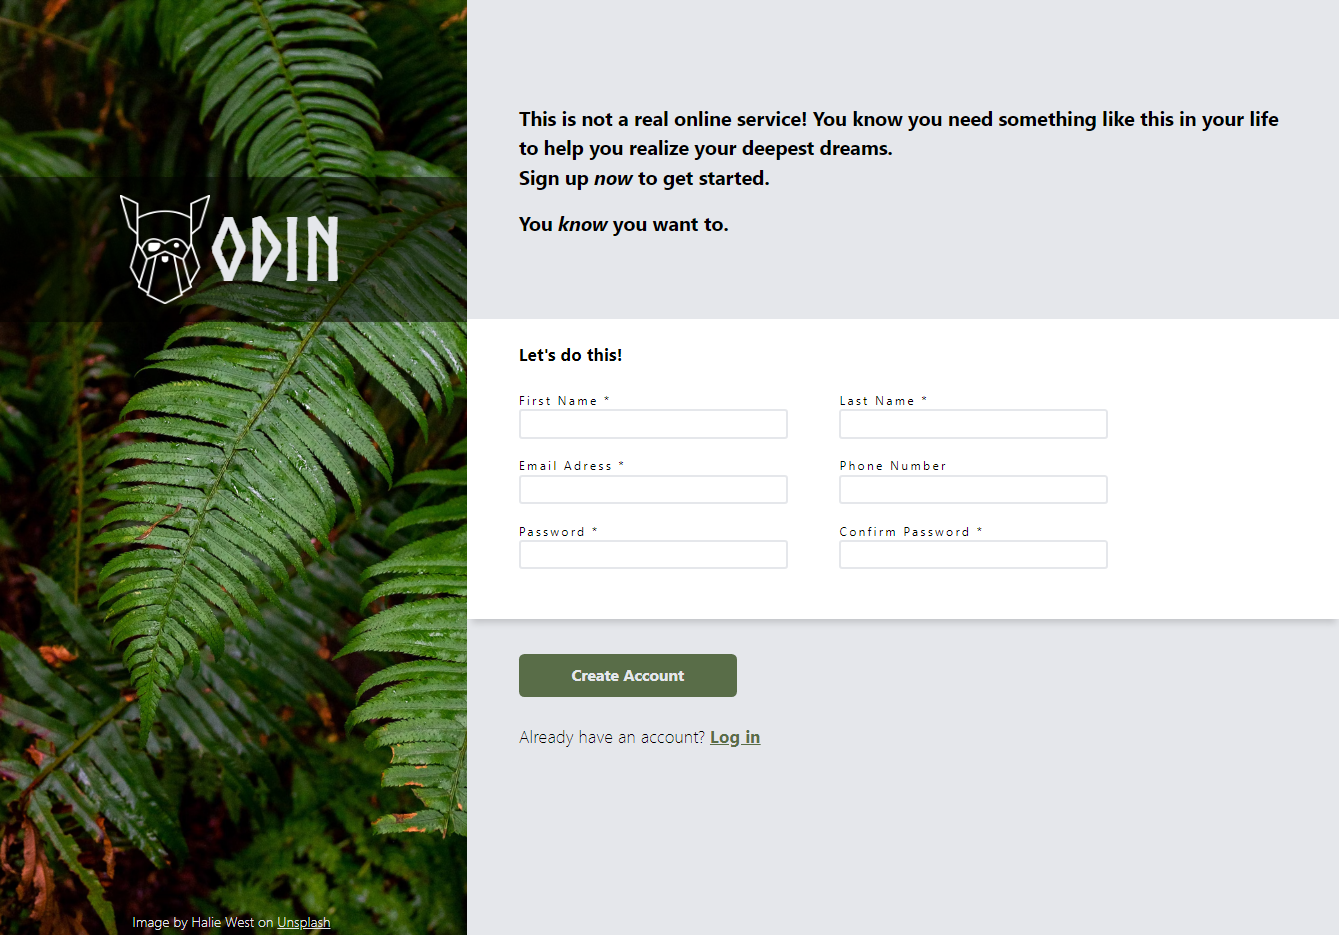 ODIN
This is not a real online service! You know you need something like this in your life
to help you realize your deepest dreams.
Sign up now to get started.
You know you want to.
Let's do this!
First Name *
Last Name *
Email Adress *
Phone Number
Password *
Confirm Password *
Create Account
Already have an account? Log in
Image by Halie West on Unsplash